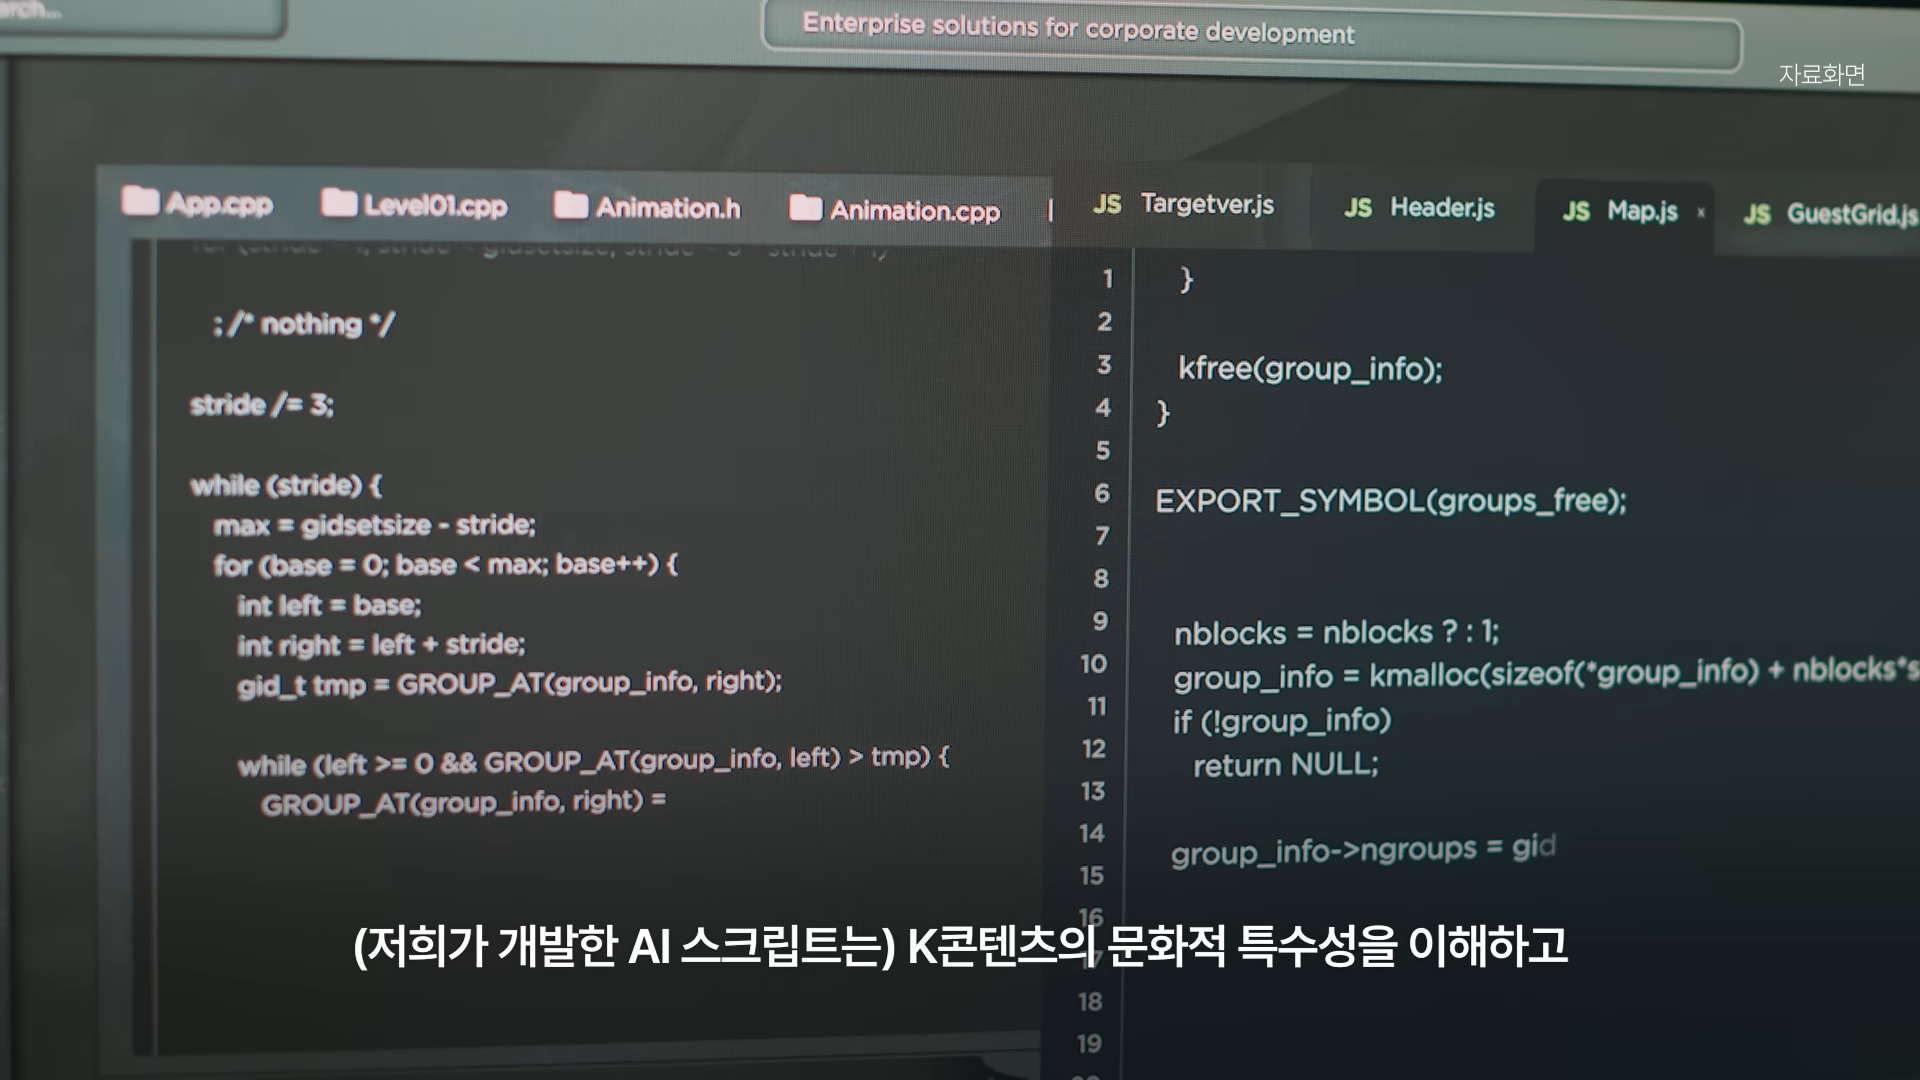 Enterprise solutions for corporate development
자료화면
App.cpp
Level01.cpp
Animation.h
Animation.cpp
JS Targetver.js
JS Header.js
JS Map.js x
JS GuestGrid.js
; /* nothing */
stride /= 3;
while (stride) {
max = gidsetsize - stride;
for (base = 0; base < max; base++) {
int left = base;
int right = left + stride;
gid_t tmp = GROUP_AT(group_info, right);
while (left >= 0 && GROUP_AT(group_info, left) > tmp) {
GROUP_AT(group_info, right) =
1 }
2
3 kfree(group_info);
4 }
5
6 EXPORT_SYMBOL(groups_free);
7
8
9 nblocks = nblocks ? : 1;
10 group_info = kmalloc(sizeof(*group_info) + nblocks*s
11 if (!group_info)
12 return NULL;
13
14 group_info->ngroups = gid
15
16
(저희가 개발한 AI 스크립트는) K콘텐츠의 문화적 특수성을 이해하고
17
18
19